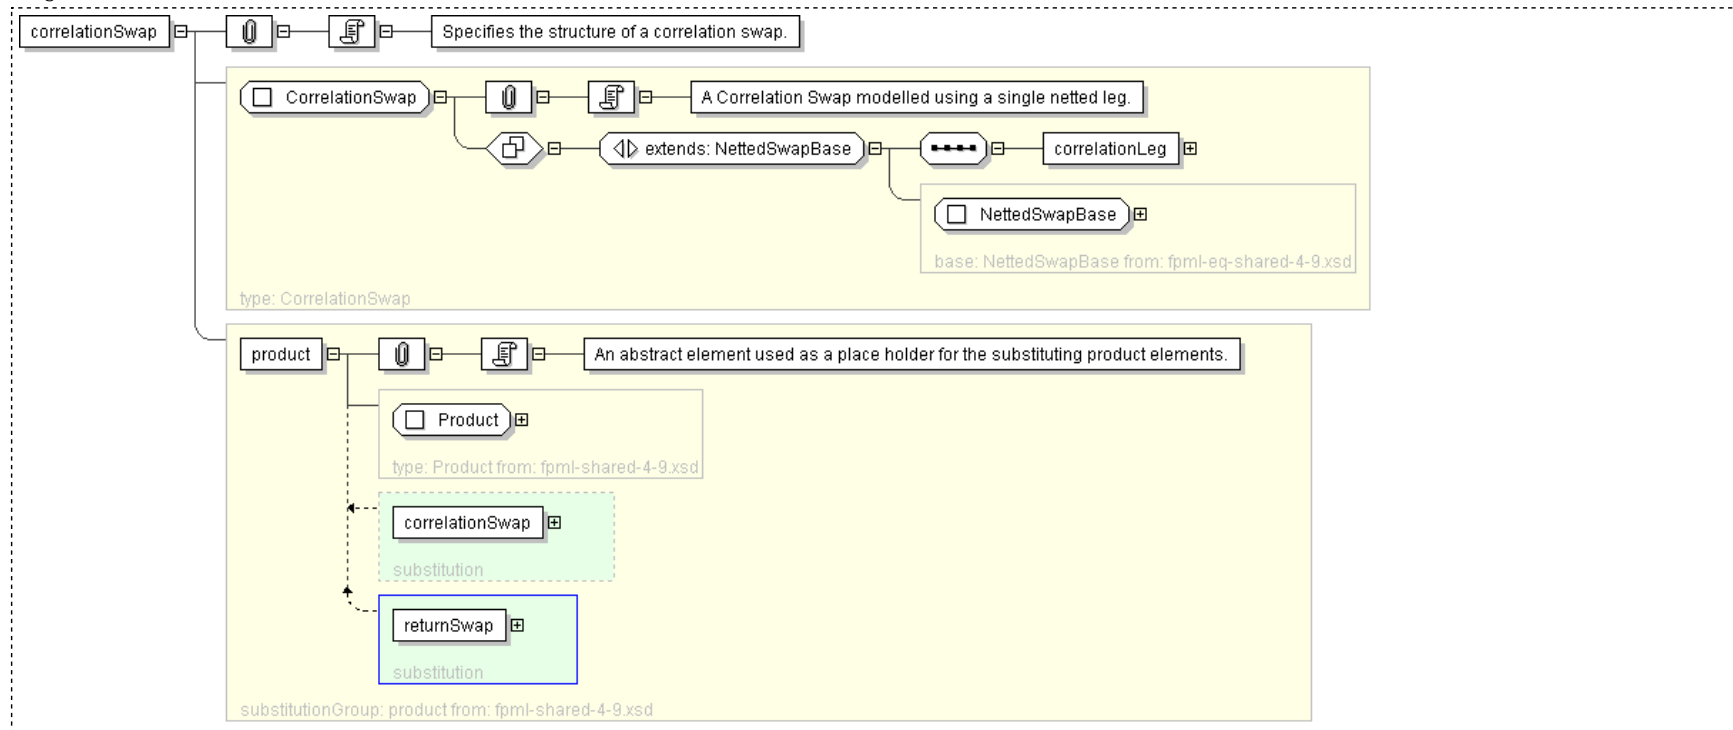 correlationSwap Specifies the structure of a correlation swap.
CorrelationSwap A Correlation Swap modelled using a single netted leg.
extends: NettedSwapBase correlationLeg
NettedSwapBase
base: NettedSwapBase from: fpml-eq-shared-4-9.xsd
type: CorrelationSwap
product An abstract element used as a place holder for the substituting product elements.
Product
type: Product from: fpml-shared-4-9.xsd
correlationSwap
substitution
returnSwap
substitution
substitutionGroup: product from: fpml-shared-4-9.xsd